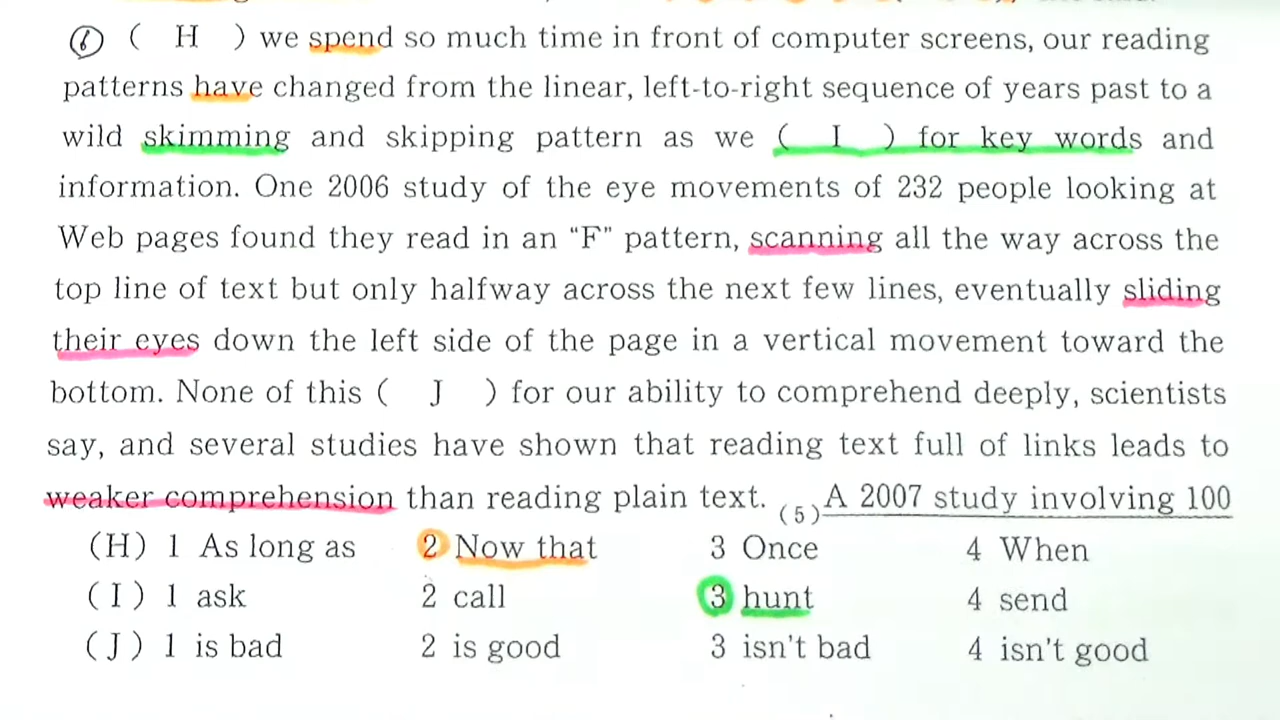 ⑥ ( H ) we spend so much time in front of computer screens, our reading
patterns have changed from the linear, left-to-right sequence of years past to a
wild skimming and skipping pattern as we ( I ) for key words and
information. One 2006 study of the eye movements of 232 people looking at
Web pages found they read in an “F” pattern, scanning all the way across the
top line of text but only halfway across the next few lines, eventually sliding
their eyes down the left side of the page in a vertical movement toward the
bottom. None of this ( J ) for our ability to comprehend deeply, scientists
say, and several studies have shown that reading text full of links leads to
weaker comprehension than reading plain text. (5) A 2007 study involving 100
(H) 1 As long as 2 Now that 3 Once 4 When
(I) 1 ask 2 call 3 hunt 4 send
(J) 1 is bad 2 is good 3 isn't bad 4 isn't good